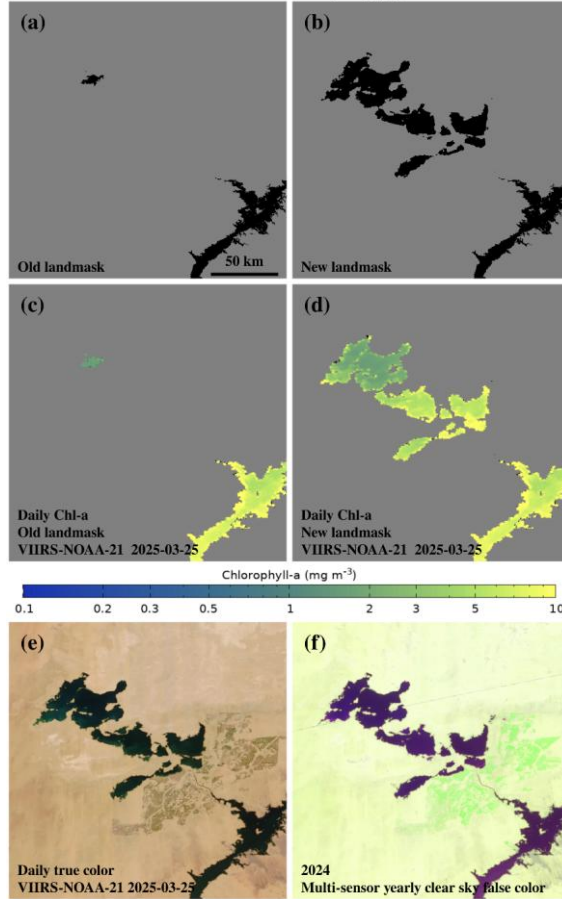 (a)
Old landmask
50 km
(b)
New landmask
(c)
Daily Chl-a
Old landmask
VIIRS-NOAA-21 2025-03-25
(d)
Daily Chl-a
New landmask
VIIRS-NOAA-21 2025-03-25
Chlorophyll-a (mg m⁻³)
0.1 0.2 0.3 0.5 1 2 3 5 10
(e)
Daily true color
VIIRS-NOAA-21 2025-03-25
(f)
2024
Multi-sensor yearly clear sky false color